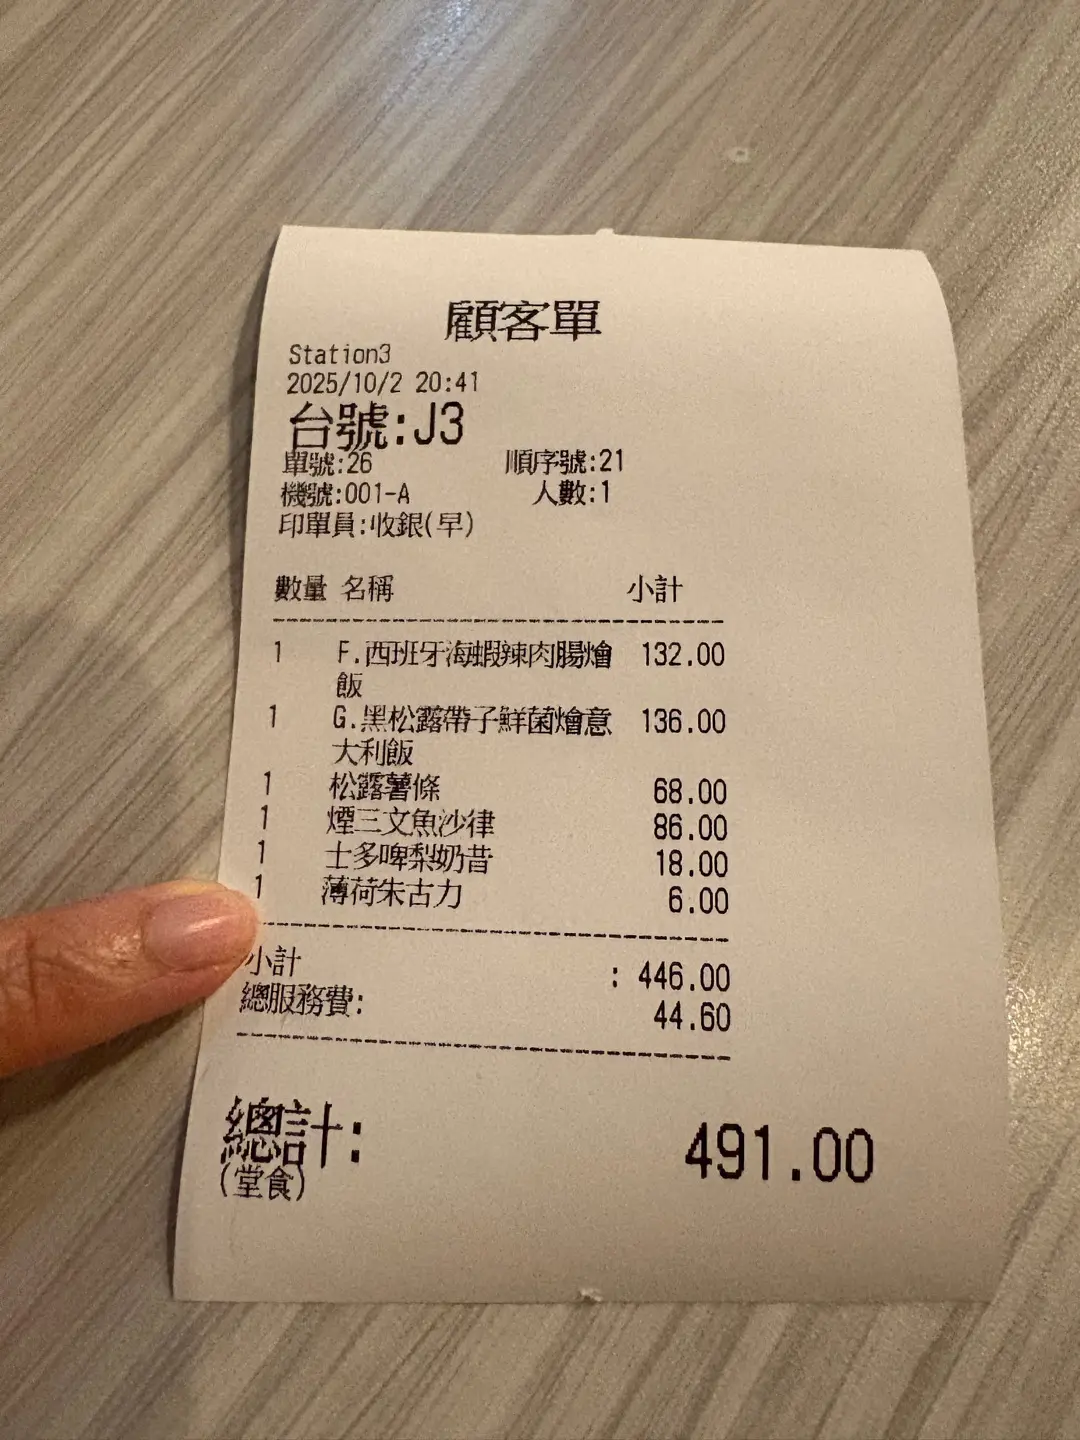 顧客單
Station3
2025/10/2 20:41
台號:J3
單號:26 順序號:21
機號:001-A 人數:1
印單員:收銀(早)
數量 名稱 小計
1 F.西班牙海蝦辣肉腸燴 132.00
飯
1 G.黑松露帶子鮮菌燴意 136.00
大利飯
1 松露薯條 68.00
1 煙三文魚沙律 86.00
1 士多啤梨奶昔 18.00
1 薄荷朱古力 6.00
小計 : 446.00
總服務費: 44.60
總計: 491.00
(堂食)